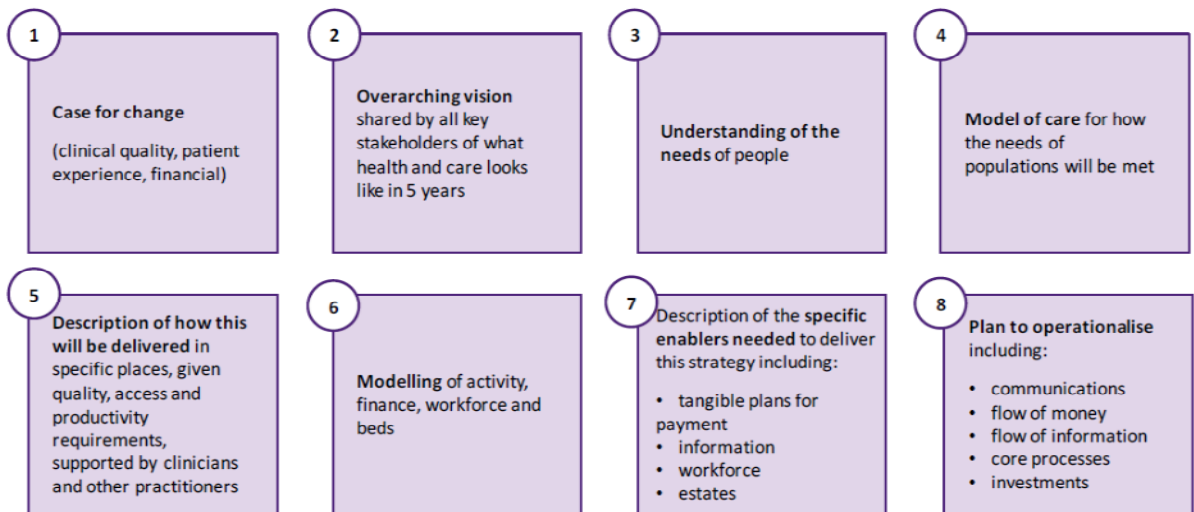 1
Case for change
(clinical quality, patient
experience, financial)
2
Overarching vision
shared by all key
stakeholders of what
health and care looks
like in 5 years
3
Understanding of the
needs of people
4
Model of care for how
the needs of
populations will be met
5
Description of how this
will be delivered in
specific places, given
quality, access and
productivity
requirements,
supported by clinicians
and other practitioners
6
Modelling of activity,
finance, workforce and
beds
7
Description of the specific
enablers needed to deliver
this strategy including:
• tangible plans for
payment
• information
• workforce
• estates
8
Plan to operationalise
including:
• communications
• flow of money
• flow of information
• core processes
• investments